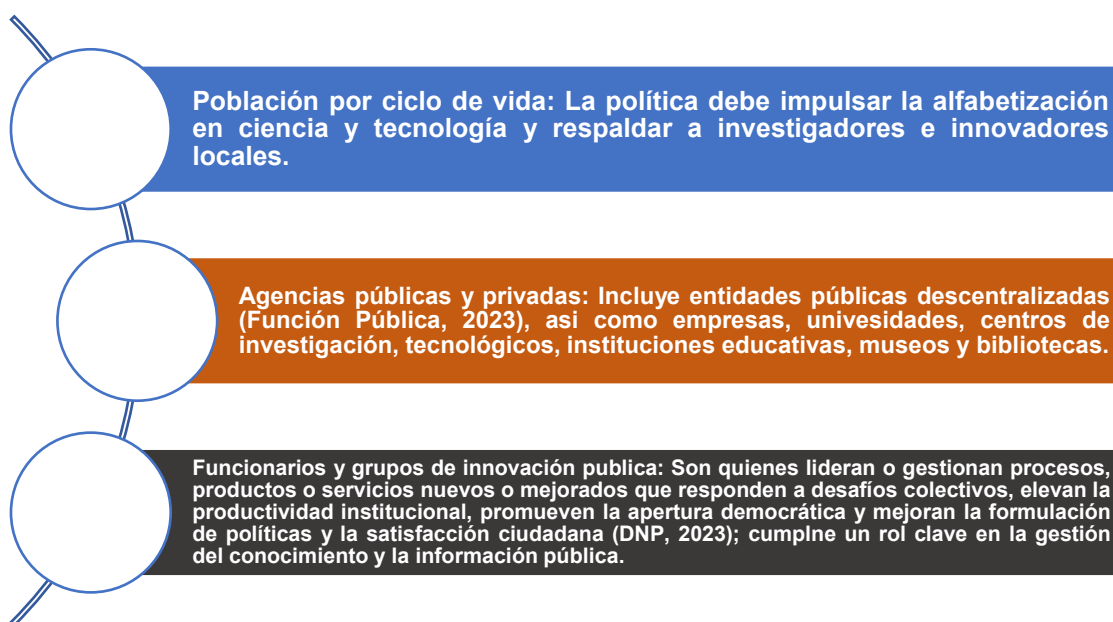 Población por ciclo de vida: La política debe impulsar la alfabetización
en ciencia y tecnología y respaldar a investigadores e innovadores
locales.
Agencias públicas y privadas: Incluye entidades públicas descentralizadas
(Función Pública, 2023), asi como empresas, univesidades, centros de
investigación, tecnológicos, instituciones educativas, museos y bibliotecas.
Funcionarios y grupos de innovación publica: Son quienes lideran o gestionan procesos,
productos o servicios nuevos o mejorados que responden a desafíos colectivos, elevan la
productividad institucional, promueven la apertura democrática y mejoran la formulación
de políticas y la satisfacción ciudadana (DNP, 2023); cumplne un rol clave en la gestión
del conocimiento y la información pública.